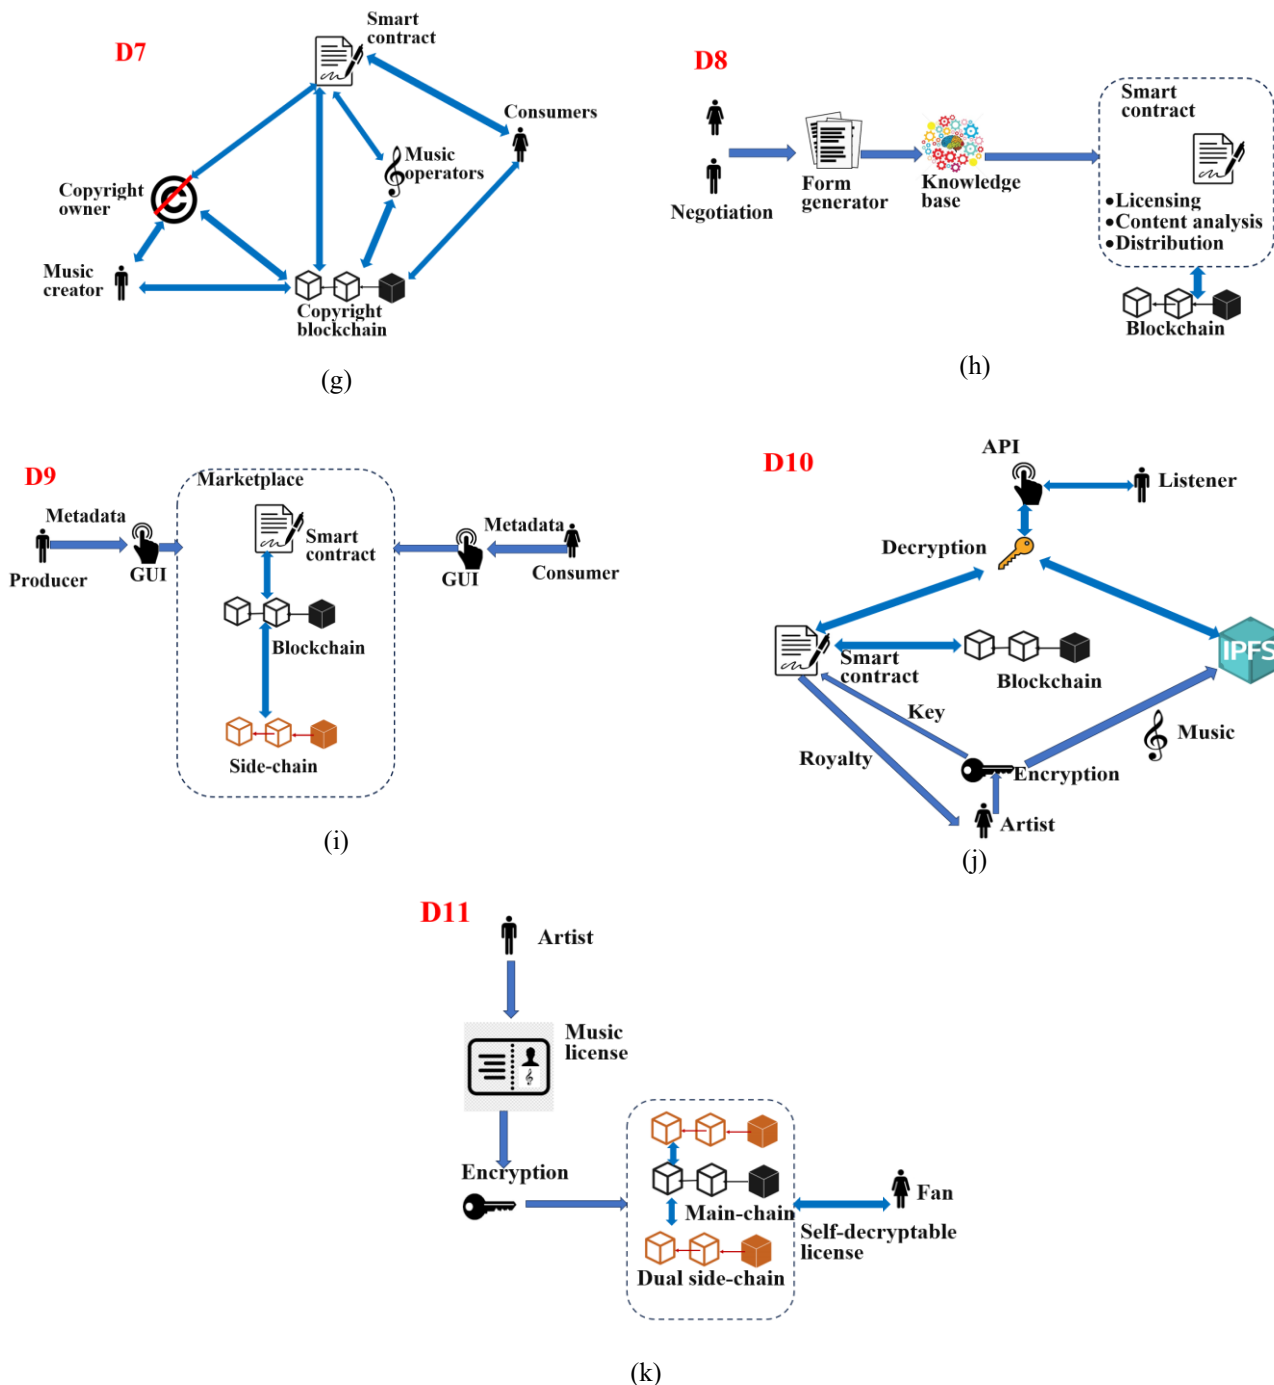 D7
Smart
contract
Consumers
Music
operators
Copyright
owner
Music
creator
Copyright
blockchain
(g)
D8
Negotiation
Form
generator
Knowledge
base
Smart
contract
•Licensing
•Content analysis
•Distribution
Blockchain
(h)
D9
Metadata
Producer
GUI
Marketplace
Smart
contract
Blockchain
Side-chain
Metadata
GUI
Consumer
(i)
D10
API
Listener
Decryption
Smart
contract
Blockchain
IPFS
Key
Music
Royalty
Encryption
Artist
(j)
D11
Artist
Music
license
Encryption
Main-chain
Dual side-chain
Fan
Self-decryptable
license
(k)